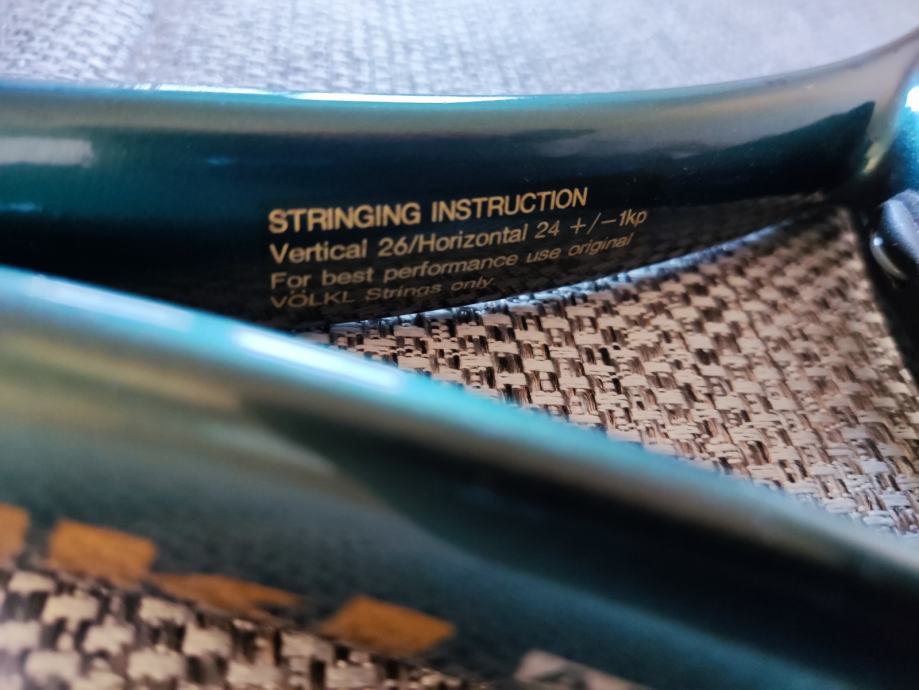 STRINGING INSTRUCTION
Vertical 26/Horizontal 24 +/-1kp
For best performance use original
VÖLKL Strings only